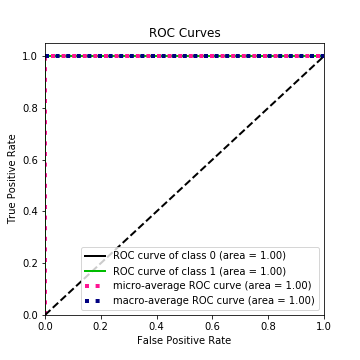 ROC Curves
True Positive Rate
1.0
0.8
0.6
0.4
0.2
0.0
ROC curve of class 0 (area = 1.00)
ROC curve of class 1 (area = 1.00)
micro-average ROC curve (area = 1.00)
macro-average ROC curve (area = 1.00)
0.0 0.2 0.4 0.6 0.8 1.0
False Positive Rate